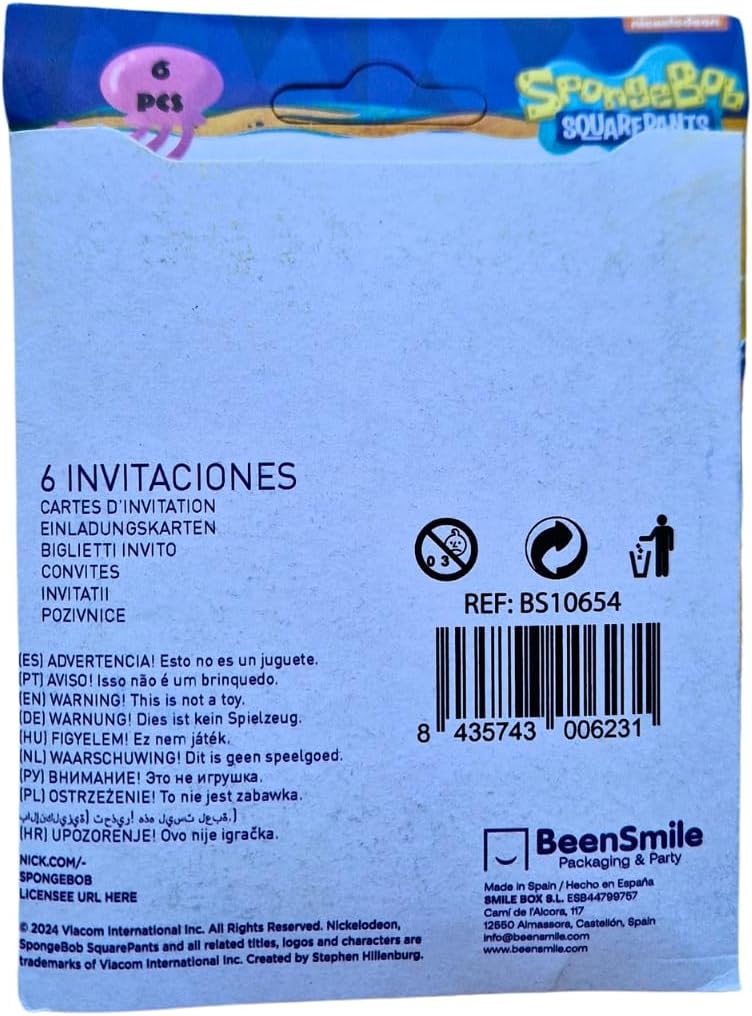 nickelodeon
6
PCS
SpongeBob
SQUAREPANTS
6 INVITACIONES
CARTES D'INVITATION
EINLADUNGSKARTEN
BIGLIETTI INVITO
CONVITES
INVITATII
POZIVNICE
0 3
REF: BS10654
(ES) ADVERTENCIA! Esto no es un juguete.
(PT) AVISO! Isso não é um brinquedo.
(EN) WARNING! This is not a toy.
(DE) WARNUNG! Dies ist kein Spielzeug.
(HU) FIGYELEM! Ez nem játék.
(NL) WAARSCHUWING! Dit is geen speelgoed.
(РУ) ВНИМАНИЕ! Это не игрушка.
(PL) OSTRZEŻENIE! To nie jest zabawka.
(HR) UPOZORENJE! Ovo nije igračka.
8 435743 006231
NICK.COM/-
SPONGEBOB
LICENSEE URL HERE
BeenSmile
Packaging & Party
Made in Spain / Hecho en España
SMILE BOX S.L. ESB44799757
Camí de l'Alcora, 117
12550 Almassora, Castellón, Spain
info@beensmile.com
www.beensmile.com
© 2024 Viacom International Inc. All Rights Reserved. Nickelodeon,
SpongeBob SquarePants and all related titles, logos and characters are
trademarks of Viacom International Inc. Created by Stephen Hillenburg.